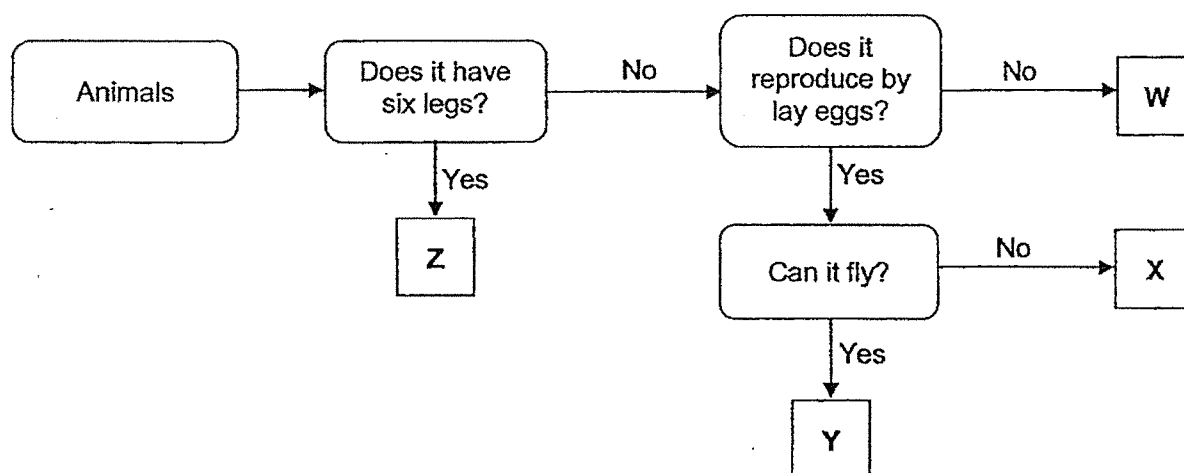 Animals
Does it have
six legs?
No
Does it
reproduce by
lay eggs?
No
W
Yes
Z
Yes
Can it fly?
No
X
Yes
Y